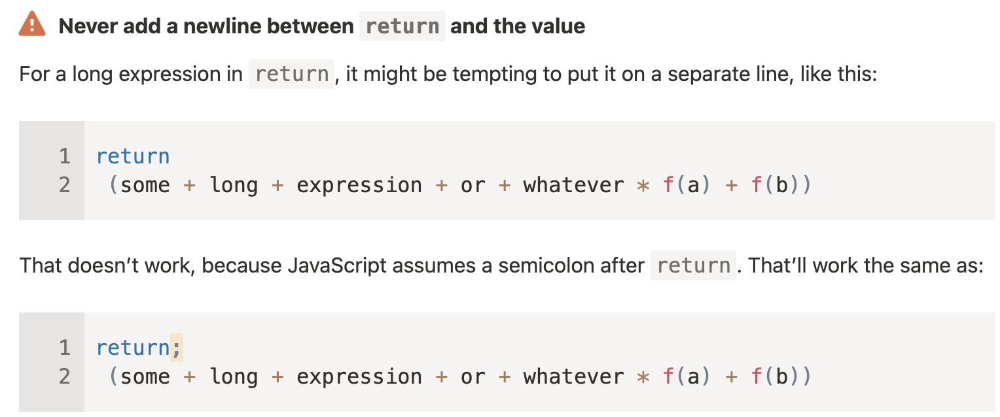 Never add a newline between return and the value
For a long expression in return, it might be tempting to put it on a separate line, like this:
1 return
2  (some + long + expression + or + whatever * f(a) + f(b))
That doesn’t work, because JavaScript assumes a semicolon after return. That’ll work the same as:
1 return;
2  (some + long + expression + or + whatever * f(a) + f(b))